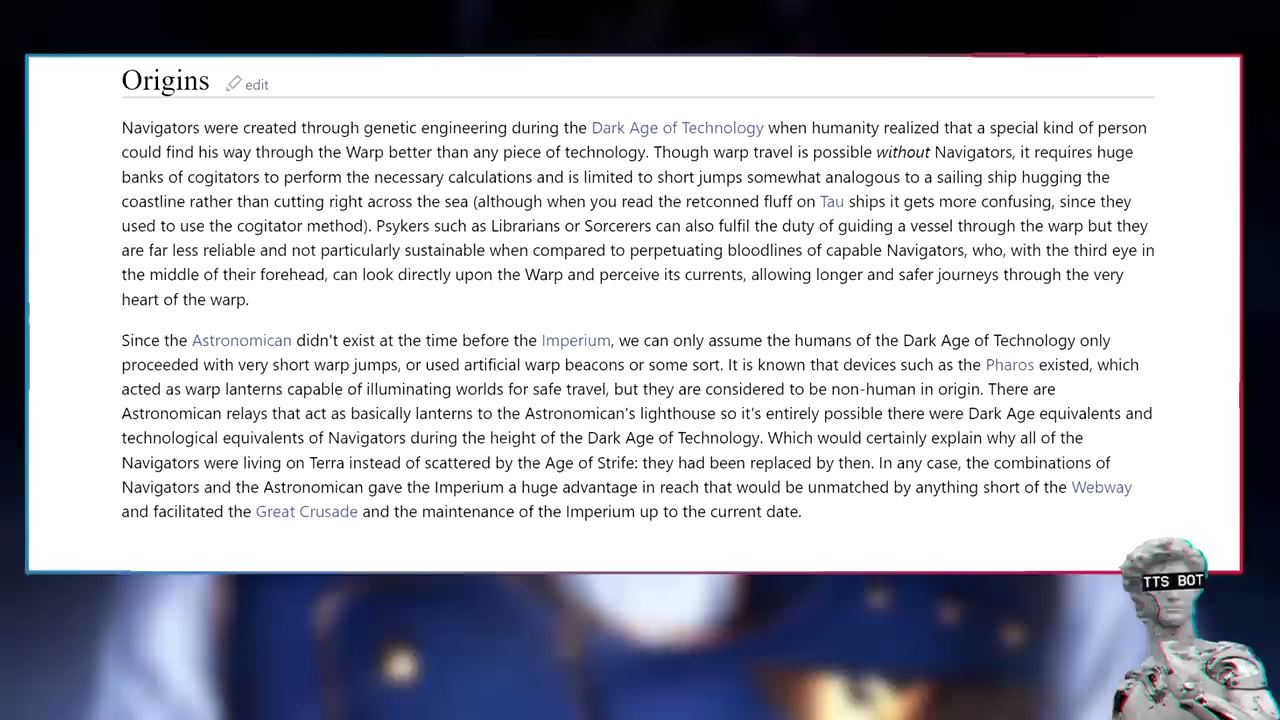 Origins edit
Navigators were created through genetic engineering during the Dark Age of Technology when humanity realized that a special kind of person
could find his way through the Warp better than any piece of technology. Though warp travel is possible without Navigators, it requires huge
banks of cogitators to perform the necessary calculations and is limited to short jumps somewhat analogous to a sailing ship hugging the
coastline rather than cutting right across the sea (although when you read the retconned fluff on Tau ships it gets more confusing, since they
used to use the cogitator method). Psykers such as Librarians or Sorcerers can also fulfil the duty of guiding a vessel through the warp but they
are far less reliable and not particularly sustainable when compared to perpetuating bloodlines of capable Navigators, who, with the third eye in
the middle of their forehead, can look directly upon the Warp and perceive its currents, allowing longer and safer journeys through the very
heart of the warp.
Since the Astronomican didn't exist at the time before the Imperium, we can only assume the humans of the Dark Age of Technology only
proceeded with very short warp jumps, or used artificial warp beacons or some sort. It is known that devices such as the Pharos existed, which
acted as warp lanterns capable of illuminating worlds for safe travel, but they are considered to be non-human in origin. There are
Astronomican relays that act as basically lanterns to the Astronomican's lighthouse so it's entirely possible there were Dark Age equivalents and
technological equivalents of Navigators during the height of the Dark Age of Technology. Which would certainly explain why all of the
Navigators were living on Terra instead of scattered by the Age of Strife: they had been replaced by then. In any case, the combinations of
Navigators and the Astronomican gave the Imperium a huge advantage in reach that would be unmatched by anything short of the Webway
and facilitated the Great Crusade and the maintenance of the Imperium up to the current date.
TTS BOT